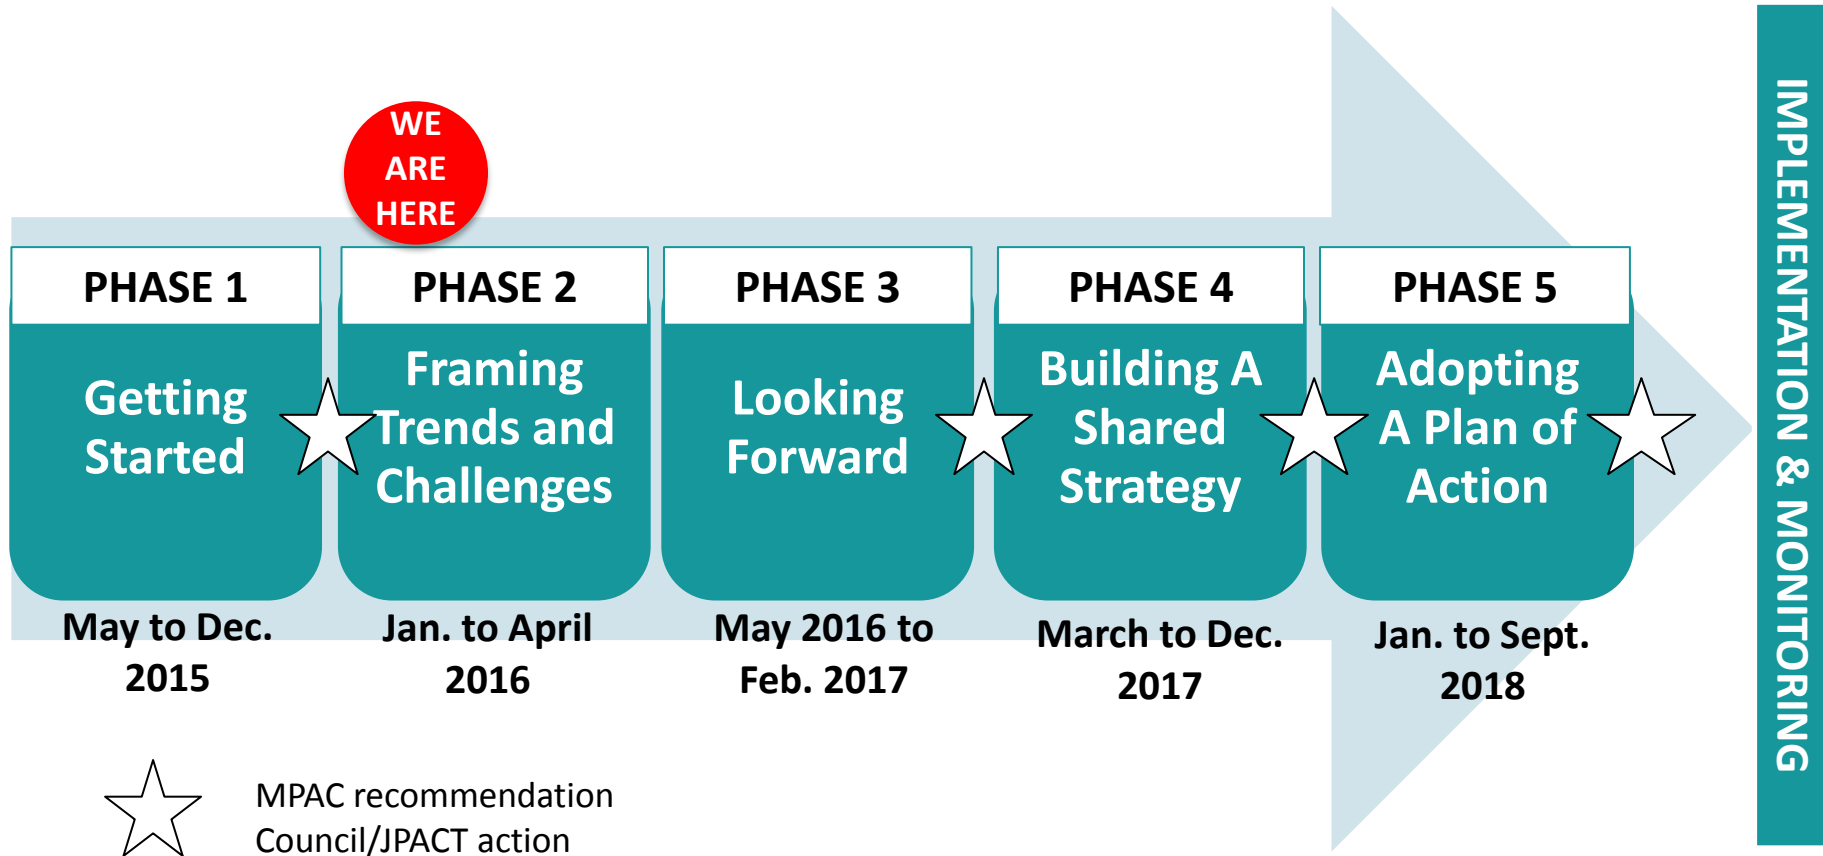 WE
ARE
HERE
PHASE 1
Getting
Started
May to Dec.
2015
PHASE 2
Framing
Trends and
Challenges
Jan. to April
2016
PHASE 3
Looking
Forward
May 2016 to
Feb. 2017
PHASE 4
Building A
Shared
Strategy
March to Dec.
2017
PHASE 5
Adopting
A Plan of
Action
Jan. to Sept.
2018
IMPLEMENTATION & MONITORING
MPAC recommendation
Council/JPACT action